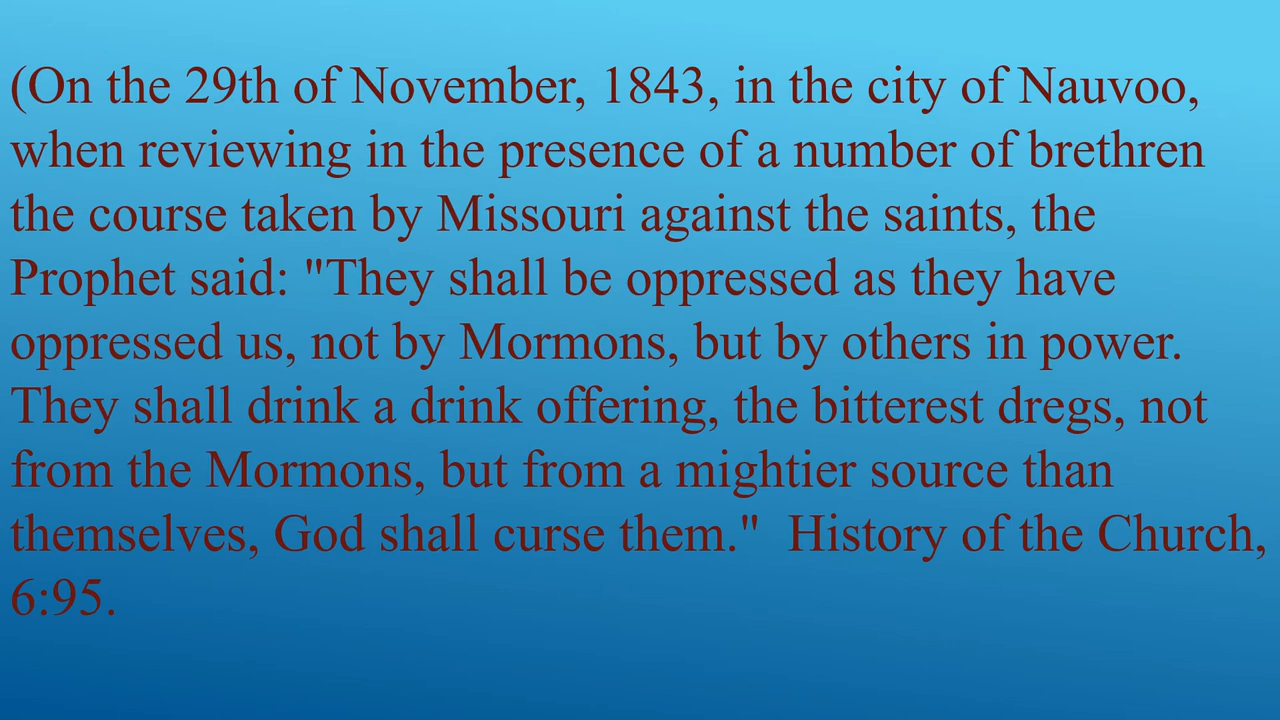 (On the 29th of November, 1843, in the city of Nauvoo,
when reviewing in the presence of a number of brethren
the course taken by Missouri against the saints, the
Prophet said: "They shall be oppressed as they have
oppressed us, not by Mormons, but by others in power.
They shall drink a drink offering, the bitterest dregs, not
from the Mormons, but from a mightier source than
themselves, God shall curse them."  History of the Church,
6:95.